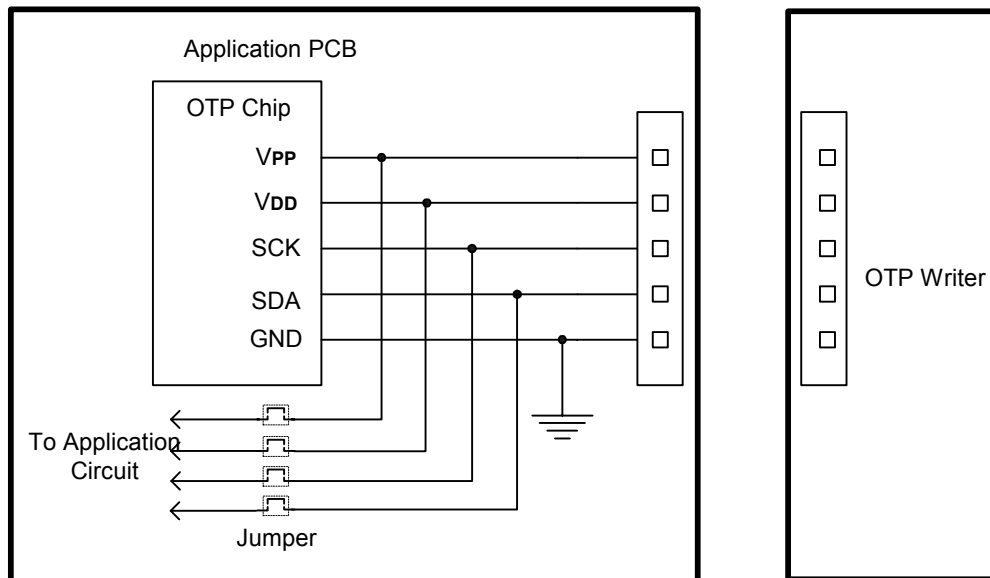 Application PCB
OTP Chip
VPP
VDD
SCK
SDA
GND
OTP Writer
To Application
Circuit
Jumper